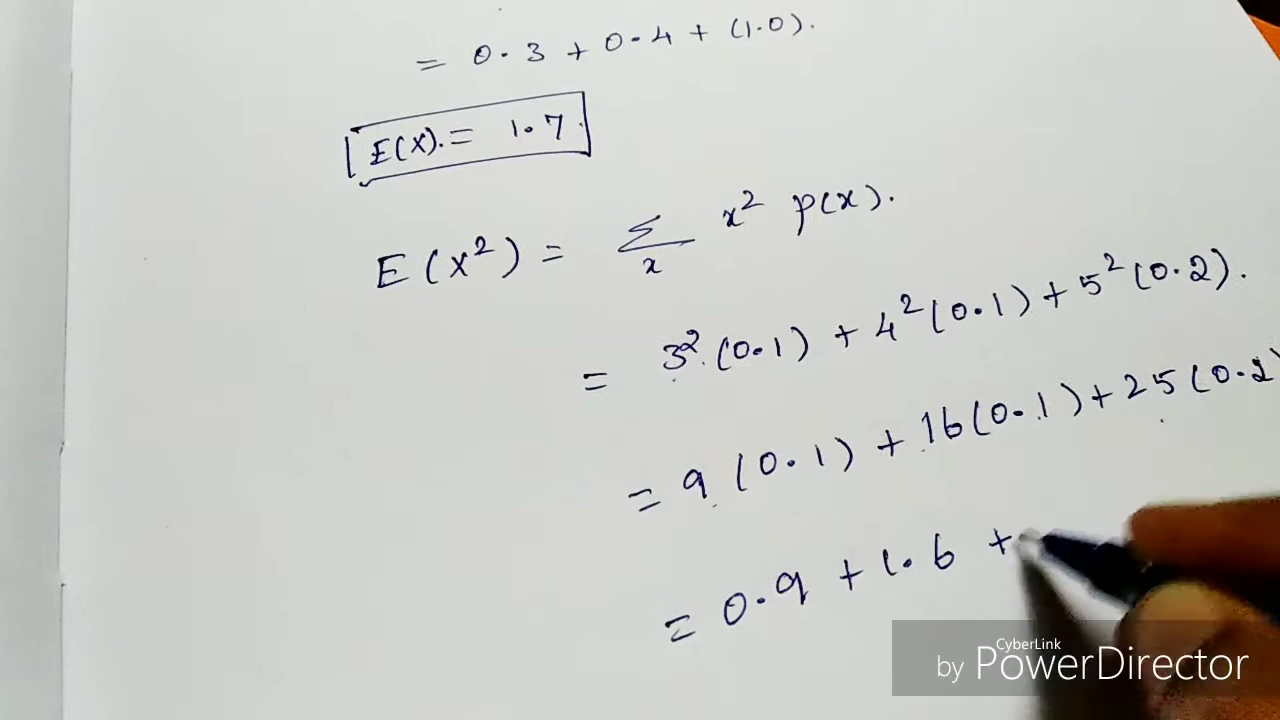 = 0.3 + 0.4 + (1.0).
E(X). = 1.7.
E(X²) = Σ x² p(x).
x
= 3²(0.1) + 4²(0.1) + 5²(0.2).
= 9(0.1) + 16(0.1) + 25(0.2)
= 0.9 + 1.6 +
CyberLink
by PowerDirector